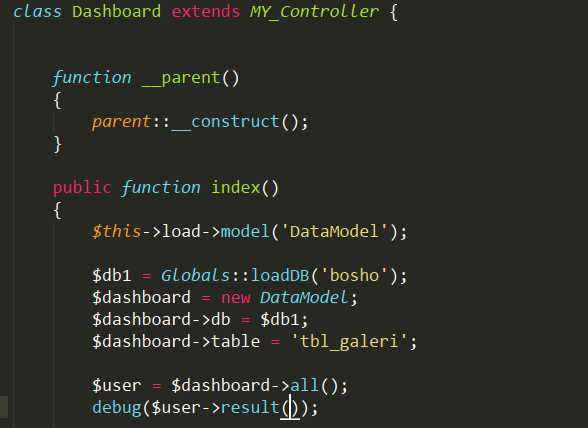 class Dashboard extends MY_Controller {
function __parent()
{
parent::__construct();
}
public function index()
{
$this->load->model('DataModel');
$db1 = Globals::loadDB('bosho');
$dashboard = new DataModel;
$dashboard->db = $db1;
$dashboard->table = 'tbl_galeri';
$user = $dashboard->all();
debug($user->result());